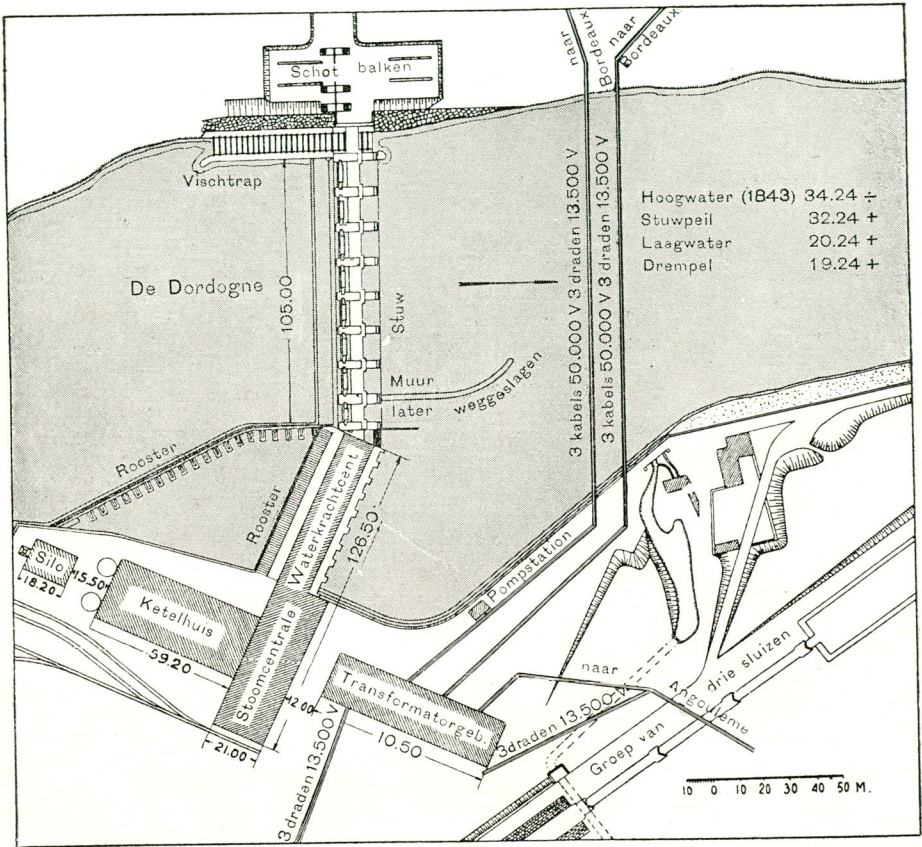 Schot balken
naar Bordeaux
naar Bordeaux
Vischtrap
Hoogwater (1843) 34.24 ÷
Stuwpeil 32.24 +
Laagwater 20.24 +
Drempel 19.24 +
De Dordogne
105.00
Stuw
3 kabels 50.000 V 3 draden 13.500 V
3 kabels 50.000 V 3 draden 13.500 V
Muur
later weggeslagen
Rooster
Rooster
Waterkrachtcent.
126.50
Silo
18.20
15.50
Ketelhuis
59.20
Stoomcentrale
21.00
12.00
Pompstation
Transformatorgeb.
10.50
3 draden 13.500 V
3draden 13.500 V
naar
Angoulême
Groep van drie sluizen
10 0 10 20 30 40 50 M.